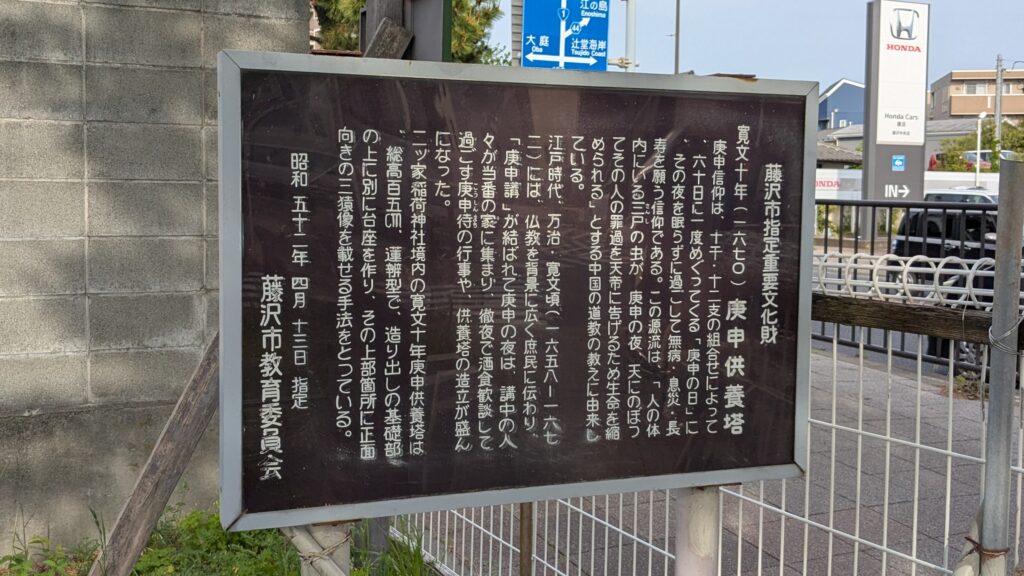 藤沢市指定重要文化財
寛文十年(一六七〇) 庚申供養塔
庚申信仰は、十干・十二支の組合せによって
、六十日に一度めぐってくる「庚申の日」に
、その夜を眠らずに過ごして無病・息災・長
寿を願う信仰である。この源流は、「人の体
内にいる三尸の虫が、庚申の夜、天にのぼっ
てその人の罪過を天帝に告げるため生命を縮
められる」とする中国の道教の教えに由来し
ている。
江戸時代、万治・寛文頃(一六五八ー一六七
二)には、仏教を背景に広く庶民に伝わり、
「庚申講」が結ばれて庚申の夜は、講中の人
々が当番の家に集まり、徹夜で過食歓談して
過ごす庚申待の行事や、供養塔の造立が盛ん
になった。
二ッ家稲荷神社境内の寛文十年庚申供養塔は
、総高百五五㎝、運辨型で、造り出しの基礎部
の上に別に台座を作り、その上部箇所に正面
向きの三猿像を載せる手法をとっている。
昭和 五十二年 四月 十三日 指定
藤沢市教育委員会
江の島
Enoshima
1
44
大庭
Oba
辻堂海岸
Tsujido Coast
HONDA
Honda Cars
IN→